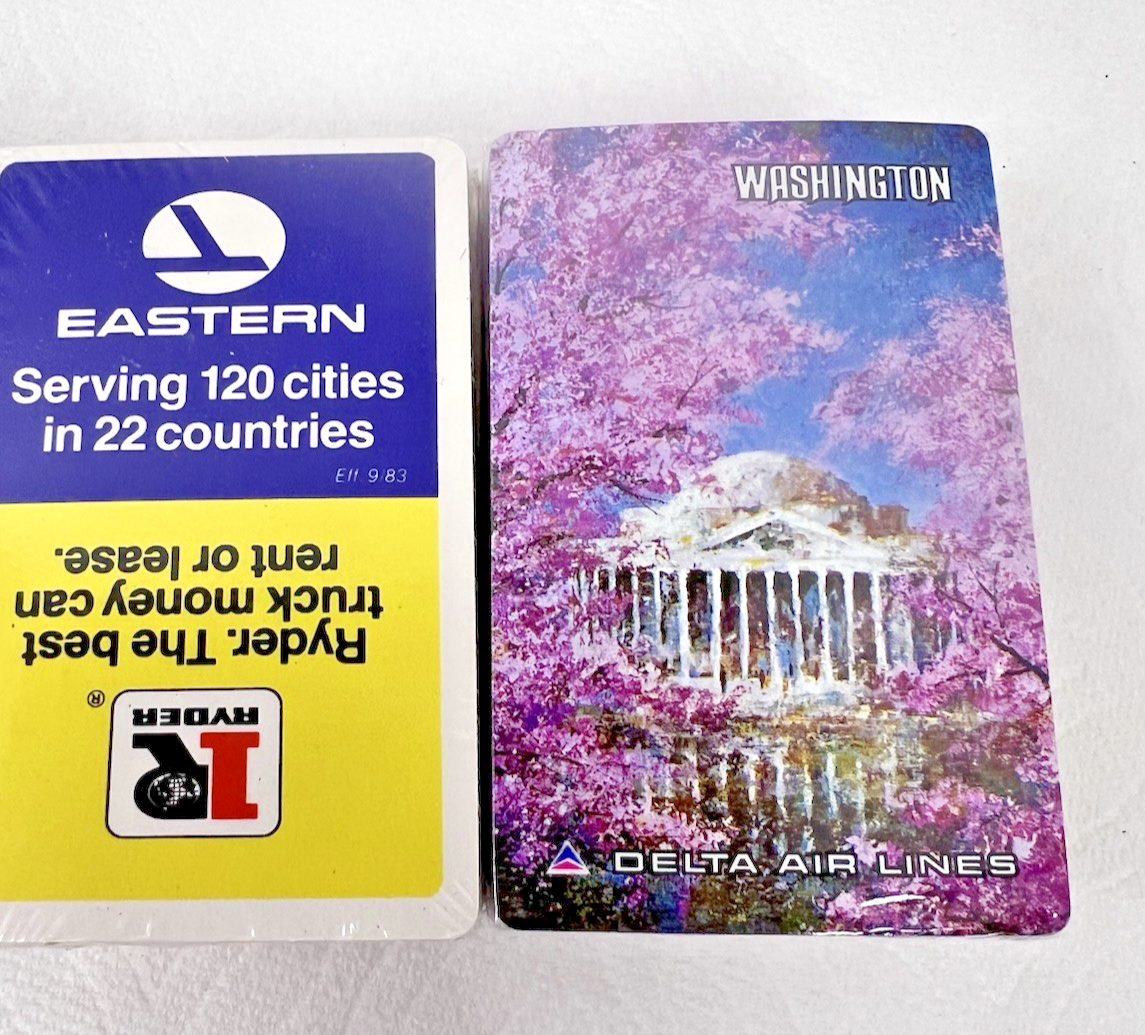 EASTERN
Serving 120 cities
in 22 countries
Eff 9/83
Ryder. The best
truck money can
rent or lease.
RYDER
R
®
WASHINGTON
DELTA AIR LINES